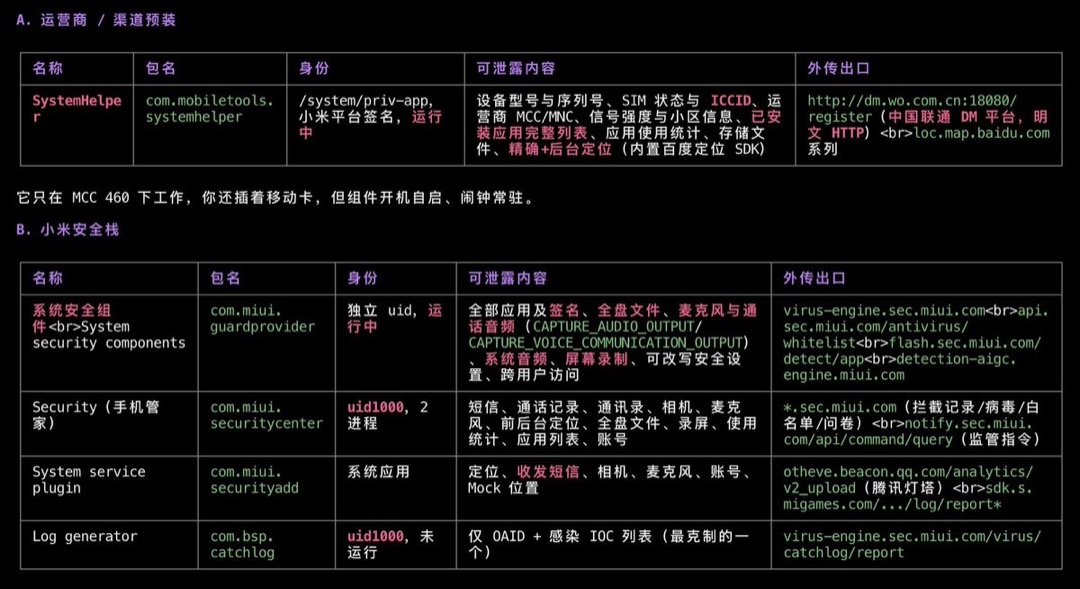 A. 运营商 / 渠道预装
名称
包名
身份
可泄露内容
外传出口
SystemHelpe
r
com.mobiletools.
systemhelper
/system/priv-app,
小米平台签名，运行
中
设备型号与序列号、SIM 状态与 ICCID、运
营商 MCC/MNC、信号强度与小区信息、已安
装应用完整列表、应用使用统计、存储文
件、精确+后台定位（内置百度定位 SDK）
http://dm.wo.com.cn:18080/
register（中国联通 DM 平台，明
文 HTTP）<br>loc.map.baidu.com
系列
它只在 MCC 460 下工作，你还插着移动卡，但组件开机自启、闹钟常驻。
B. 小米安全栈
名称
包名
身份
可泄露内容
外传出口
系统安全组
件<br>System
security components
com.miui.
guardprovider
独立 uid，运
行中
全部应用及签名、全盘文件、麦克风与通
话音频（CAPTURE_AUDIO_OUTPUT/
CAPTURE_VOICE_COMMUNICATION_OUTPUT）
、系统音频、屏幕录制、可改写安全设
置、跨用户访问
virus-engine.sec.miui.com<br>api.
sec.miui.com/antivirus/
whitelist<br>flash.sec.miui.com/
detect/app<br>detection-aigc.
engine.miui.com
Security（手机管
家）
com.miui.
securitycenter
uid1000，2
进程
短信、通话记录、通讯录、相机、麦克
风、前后台定位、全盘文件、录屏、使用
统计、应用列表、账号
*.sec.miui.com（拦截记录/病毒/白
名单/问卷）<br>notify.sec.miui.
com/api/command/query（监管指令）
System service
plugin
com.miui.
securityadd
系统应用
定位、收发短信、相机、麦克风、账号、
Mock 位置
otheve.beacon.qq.com/analytics/
v2_upload（腾讯灯塔）<br>sdk.s.
migames.com/.../log/report*
Log generator
com.bsp.
catchlog
uid1000，未
运行
仅 OAID + 感染 IOC 列表（最克制的一
个）
virus-engine.sec.miui.com/virus/
catchlog/report